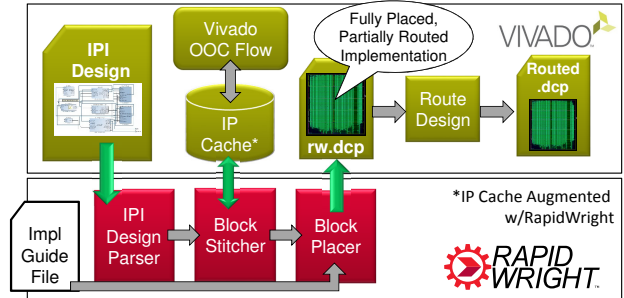 IPI
Design
Vivado
OOC Flow
IP
Cache*
Fully Placed,
Partially Routed
Implementation
rw.dcp
Route
Design
VIVADO
Routed
.dcp
Impl
Guide
File
IPI
Design
Parser
Block
Stitcher
Block
Placer
*IP Cache Augmented
w/RapidWright
RAPID
WRIGHT